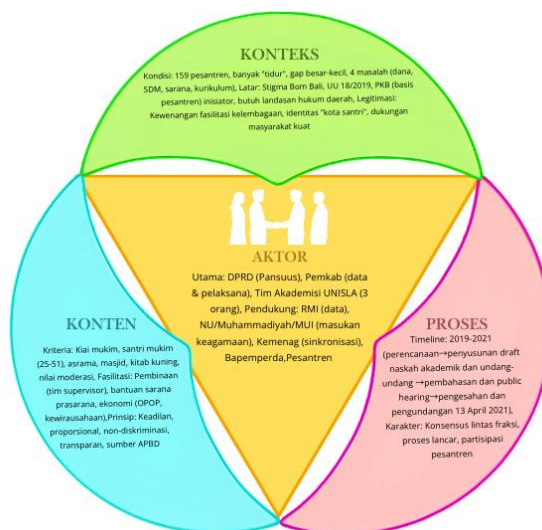 KONTEKS
Kondisi: 159 pesantren, banyak "tidur", gap besar-kecil, 4 masalah (dana,
SDM, sarana, kurikulum), Latar: Stigma Bom Bali, UU 18/2019, PKB (basis
pesantren) inisiator, butuh landasan hukum daerah, Legitimasi:
Kewenangan fasilitasi kelembagaan, identitas "kota santri", dukungan
masyarakat kuat
AKTOR
Utama: DPRD (Pansuus), Pemkab (data
& pelaksana), Tim Akademisi UNISLA (3
orang), Pendukung: RMI (data),
NU/Muhammadiyah/MUI (masukan
keagamaan), Kemenag (sinkronisasi),
Bapemperda,Pesantren
KONTEN
Kriteria: Kiai mukim, santri mukim
(25-51), asrama, masjid, kitab kuning,
nilai moderasi, Fasilitasi: Pembinaan
(tim supervisor), bantuan sarana
prasarana, ekonomi (OPOP,
kewirausahaan),Prinsip: Keadilan,
proporsional, non-diskriminasi,
transparan, sumber APBD
PROSES
Timeline: 2019-2021
(perencanaan→penyusunan draft
naskah akademik dan undang-
undang →pembahasan dan public
hearing→pengesahan dan
pengundangan 13 April 2021),
Karakter: Konsensus lintas fraksi,
proses lancar, partisipasi
pesantren